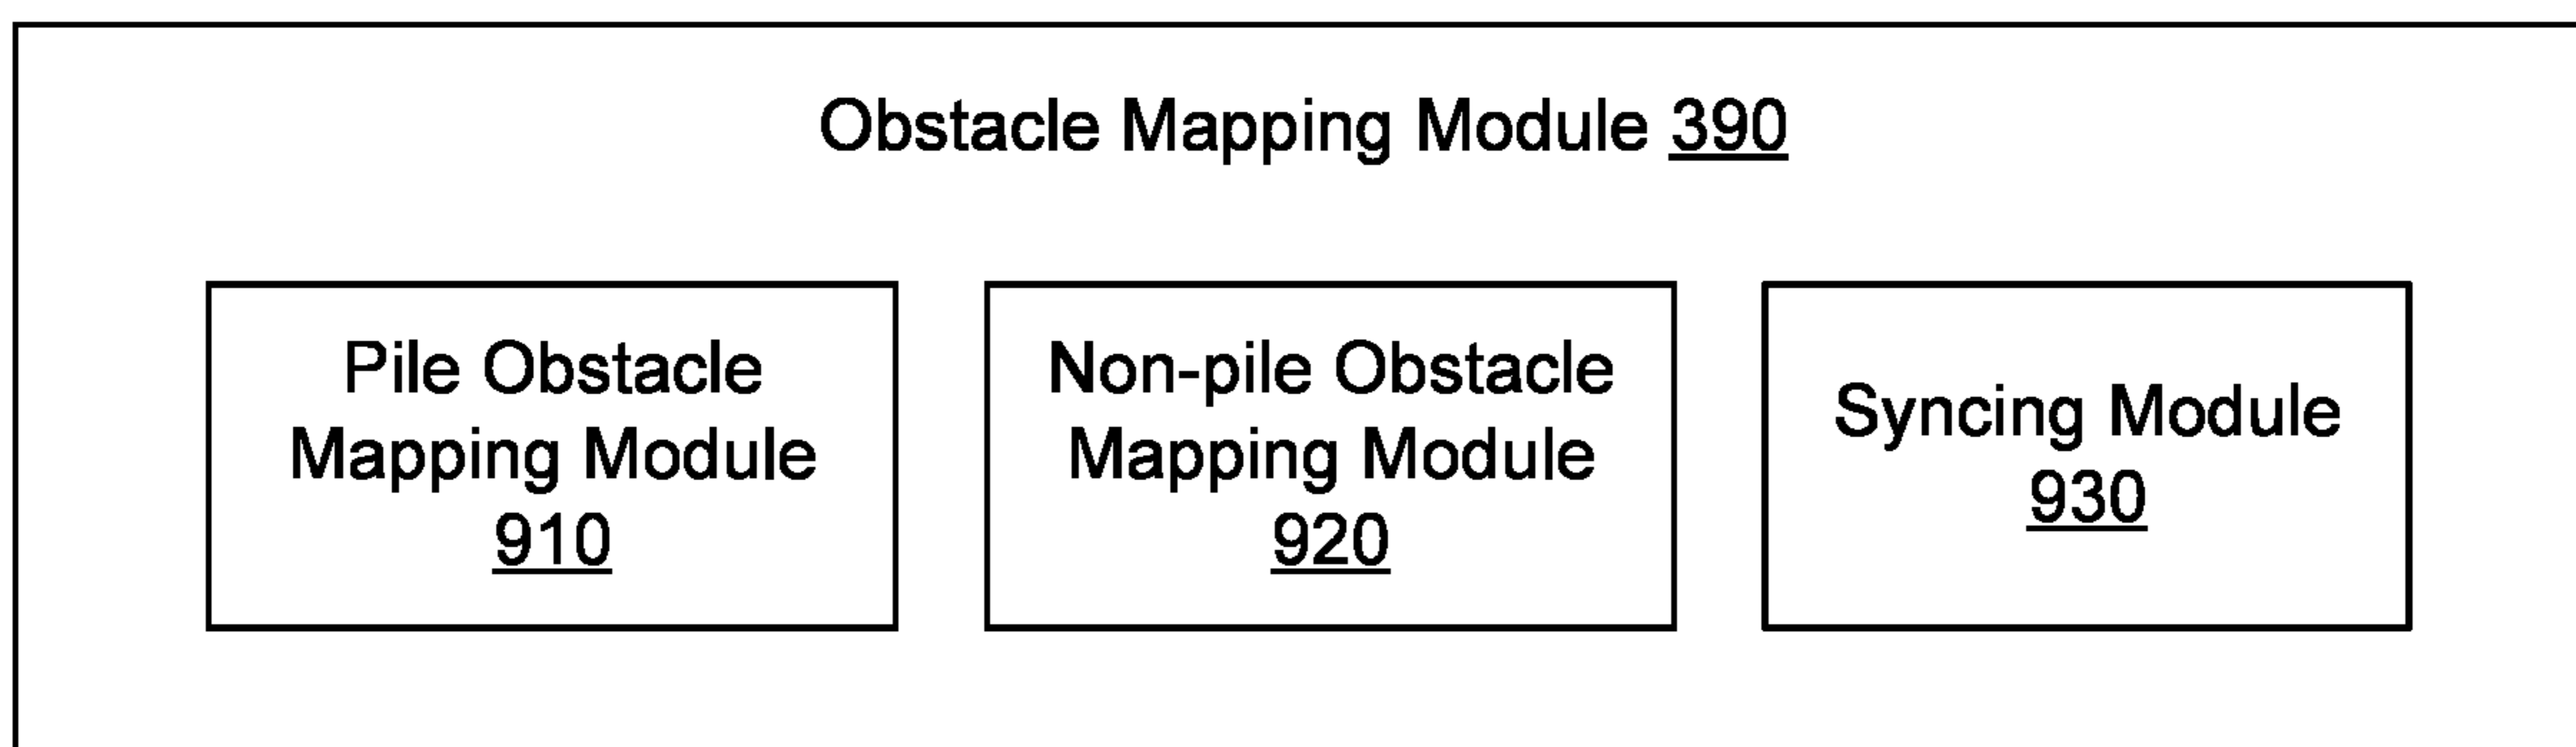 Obstacle Mapping Module 390
Pile Obstacle
Mapping Module
910
Non-pile Obstacle
Mapping Module
920
Syncing Module
930